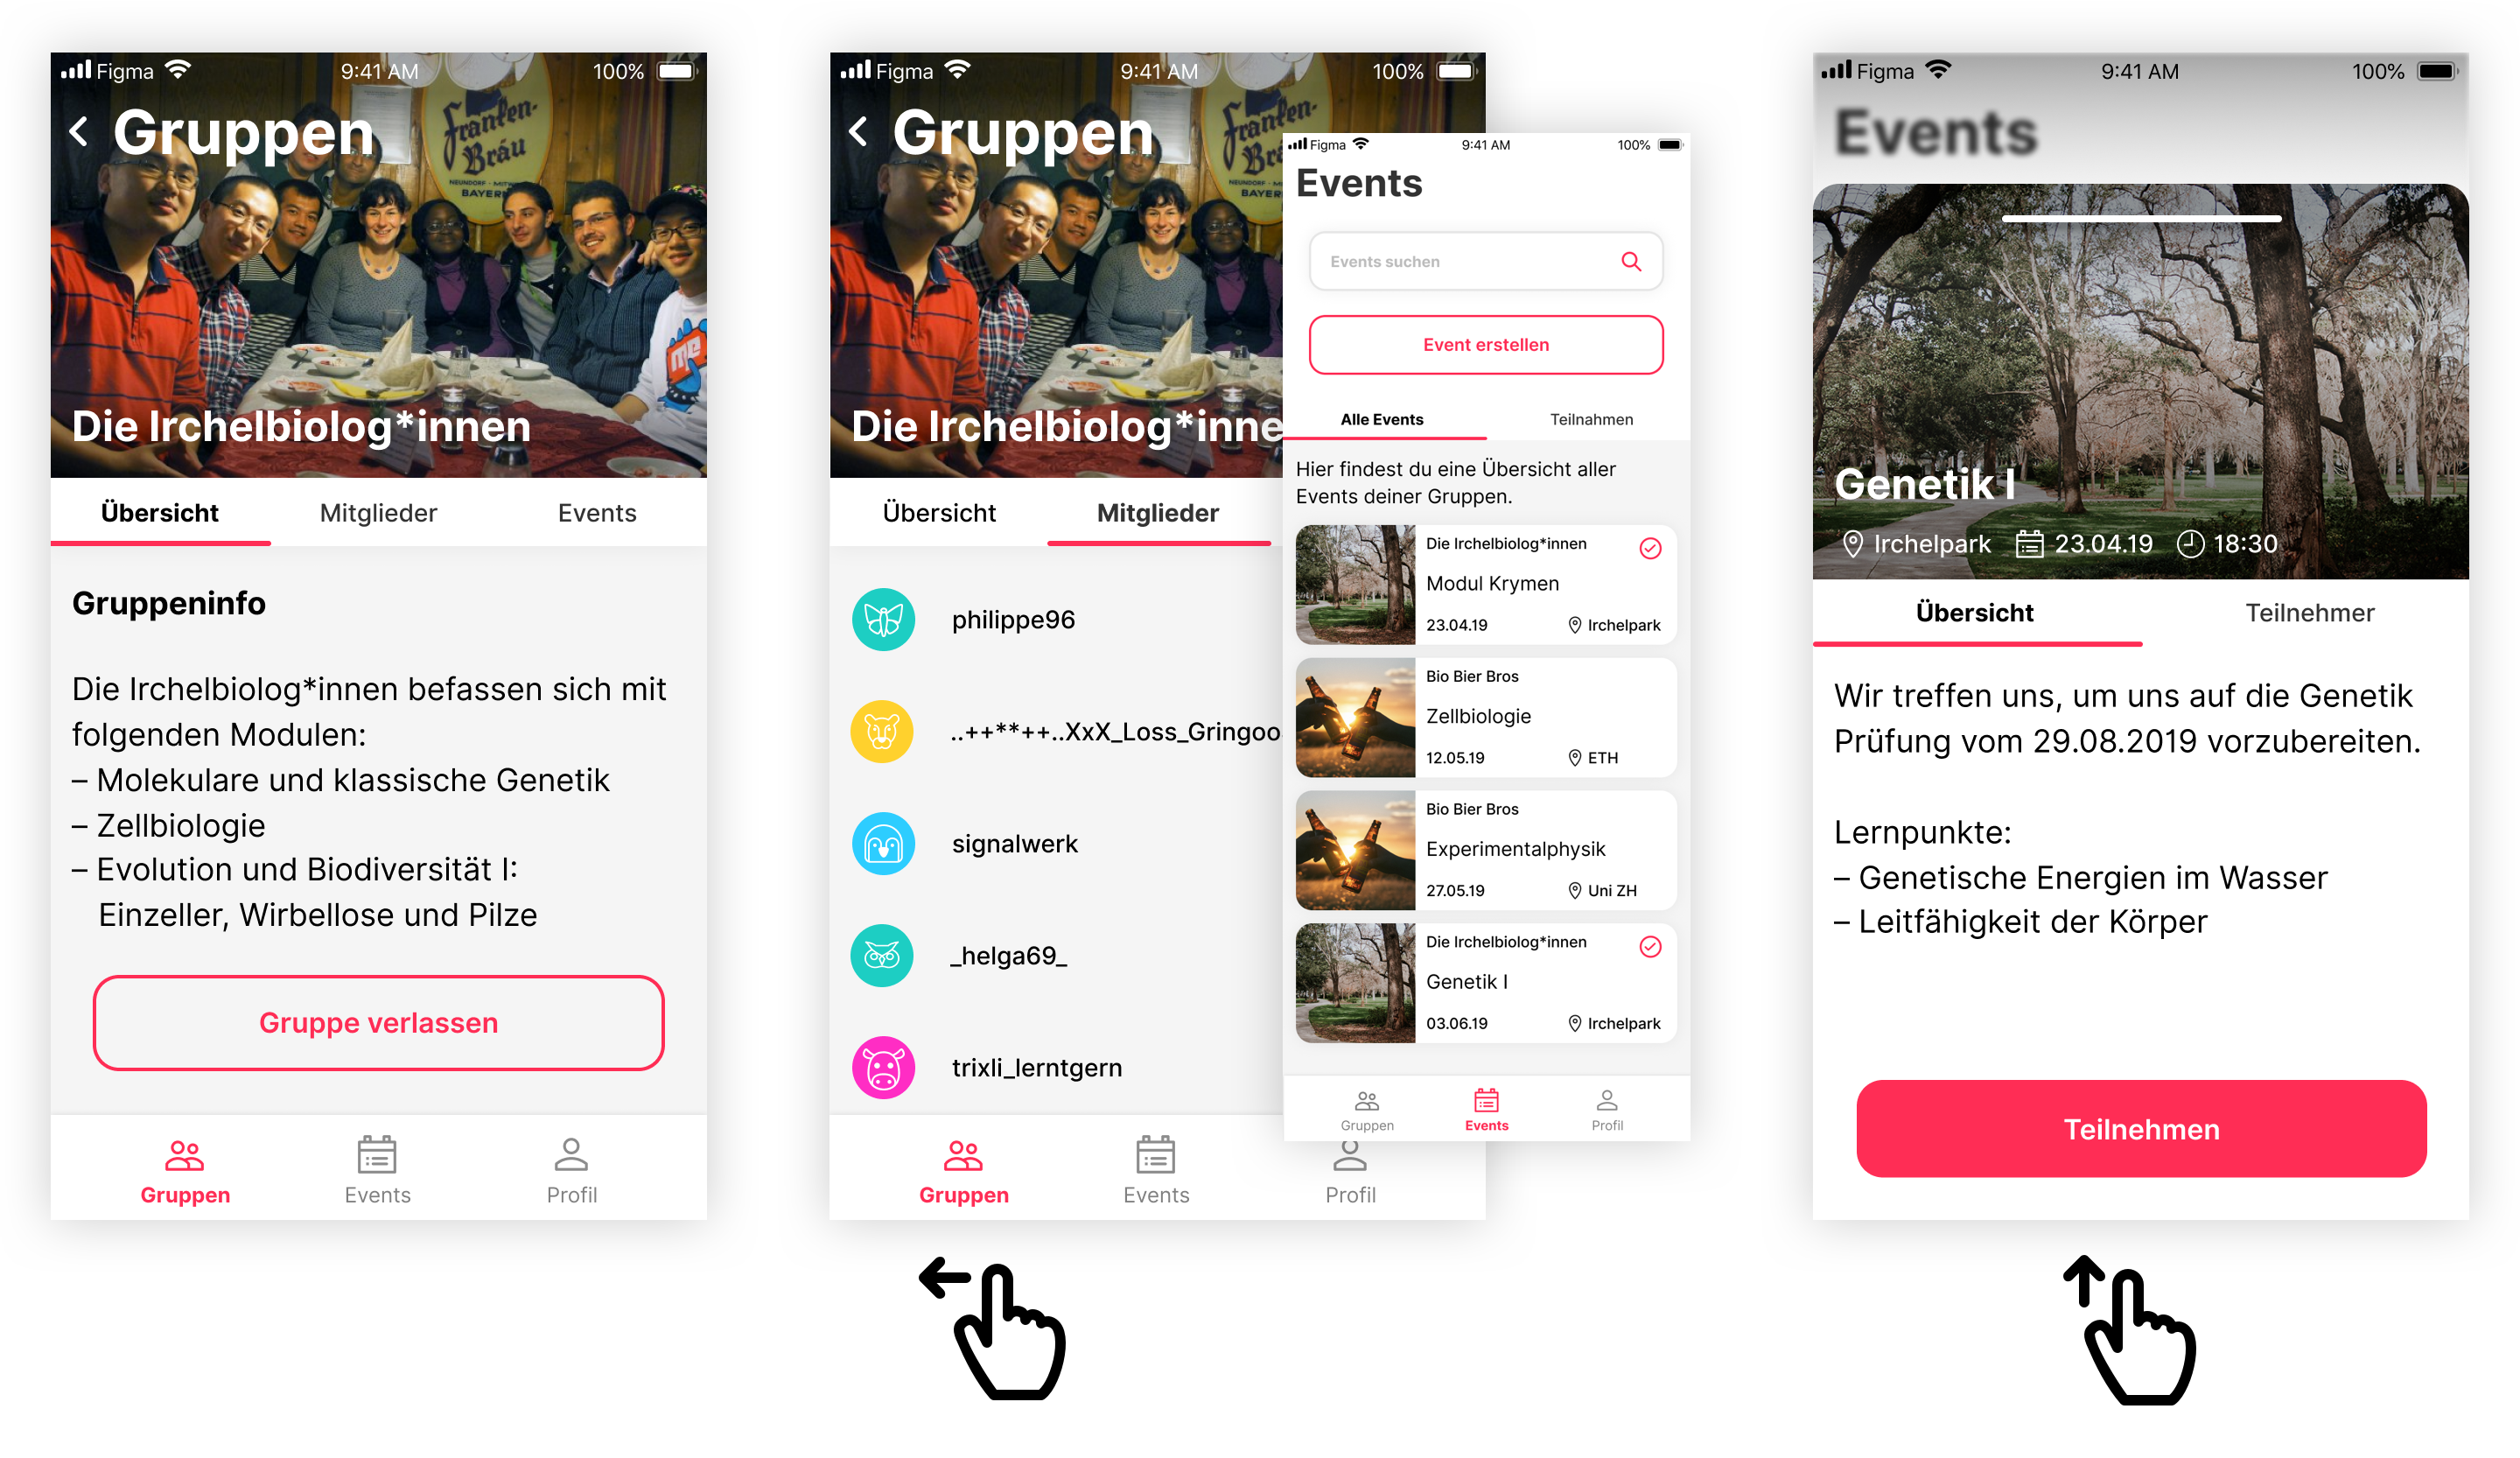 Figma 9:41 AM 100%
Gruppen
Franken-
Bräu
NEUNDORF - MITW
BAYERN
Die Irchelbiolog*innen
Übersicht Mitglieder Events
Gruppeninfo
Die Irchelbiolog*innen befassen sich mit
folgenden Modulen:
– Molekulare und klassische Genetik
– Zellbiologie
– Evolution und Biodiversität I:
Einzeller, Wirbellose und Pilze
Gruppe verlassen
Gruppen Events Profil
Figma 9:41 AM 100%
Gruppen
Franken-
Die Irchelbiolog*inne
Übersicht Mitglieder
philippe96
..++**++..XxX_Loss_Gringoo
signalwerk
_helga69_
trixli_lerntgern
Gruppen Events Profil
Figma 9:41 AM 100%
Events
Events suchen
Event erstellen
Alle Events Teilnahmen
Hier findest du eine Übersicht aller
Events deiner Gruppen.
Die Irchelbiolog*innen
Modul Krymen
23.04.19 Irchelpark
Bio Bier Bros
Zellbiologie
12.05.19 ETH
Bio Bier Bros
Experimentalphysik
27.05.19 Uni ZH
Die Irchelbiolog*innen
Genetik I
03.06.19 Irchelpark
Gruppen Events Profil
Figma 9:41 AM 100%
Events
Genetik I
Irchelpark 23.04.19 18:30
Übersicht Teilnehmer
Wir treffen uns, um uns auf die Genetik
Prüfung vom 29.08.2019 vorzubereiten.
Lernpunkte:
– Genetische Energien im Wasser
– Leitfähigkeit der Körper
Teilnehmen